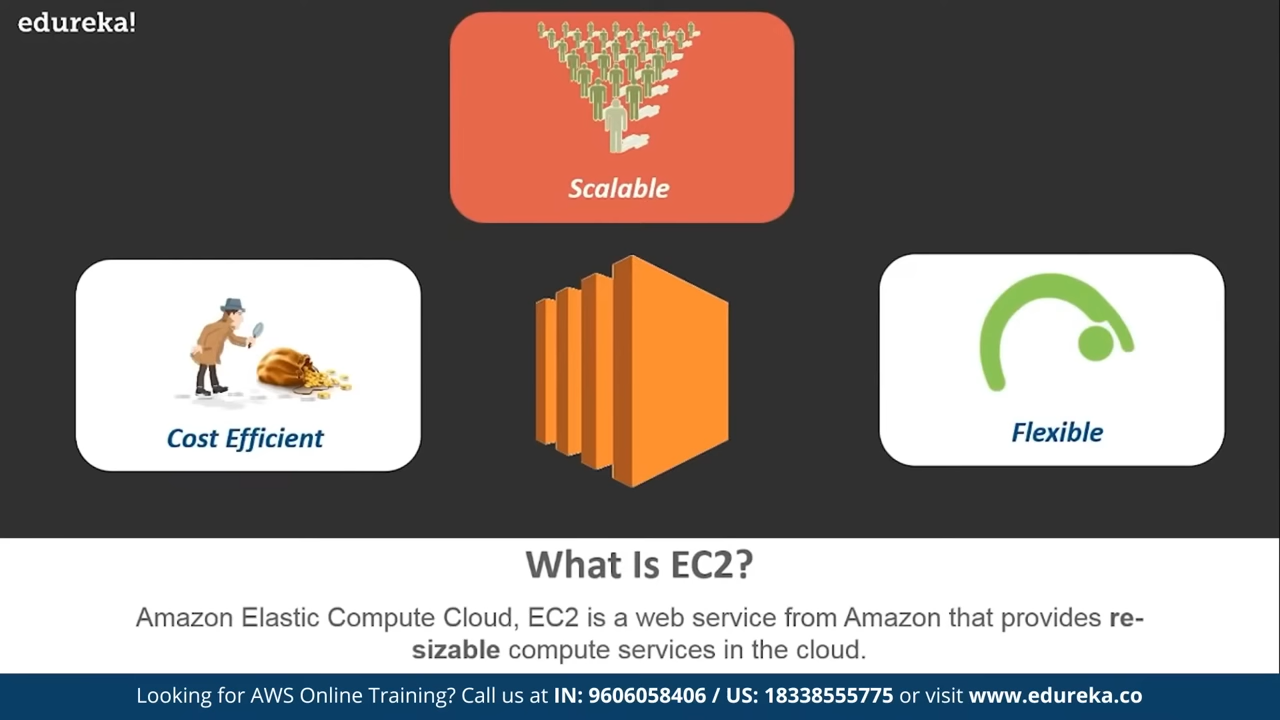 edureka!
Scalable
Cost Efficient
Flexible
What Is EC2?
Amazon Elastic Compute Cloud, EC2 is a web service from Amazon that provides re-
sizable compute services in the cloud.
Looking for AWS Online Training? Call us at IN: 9606058406 / US: 18338555775 or visit www.edureka.co